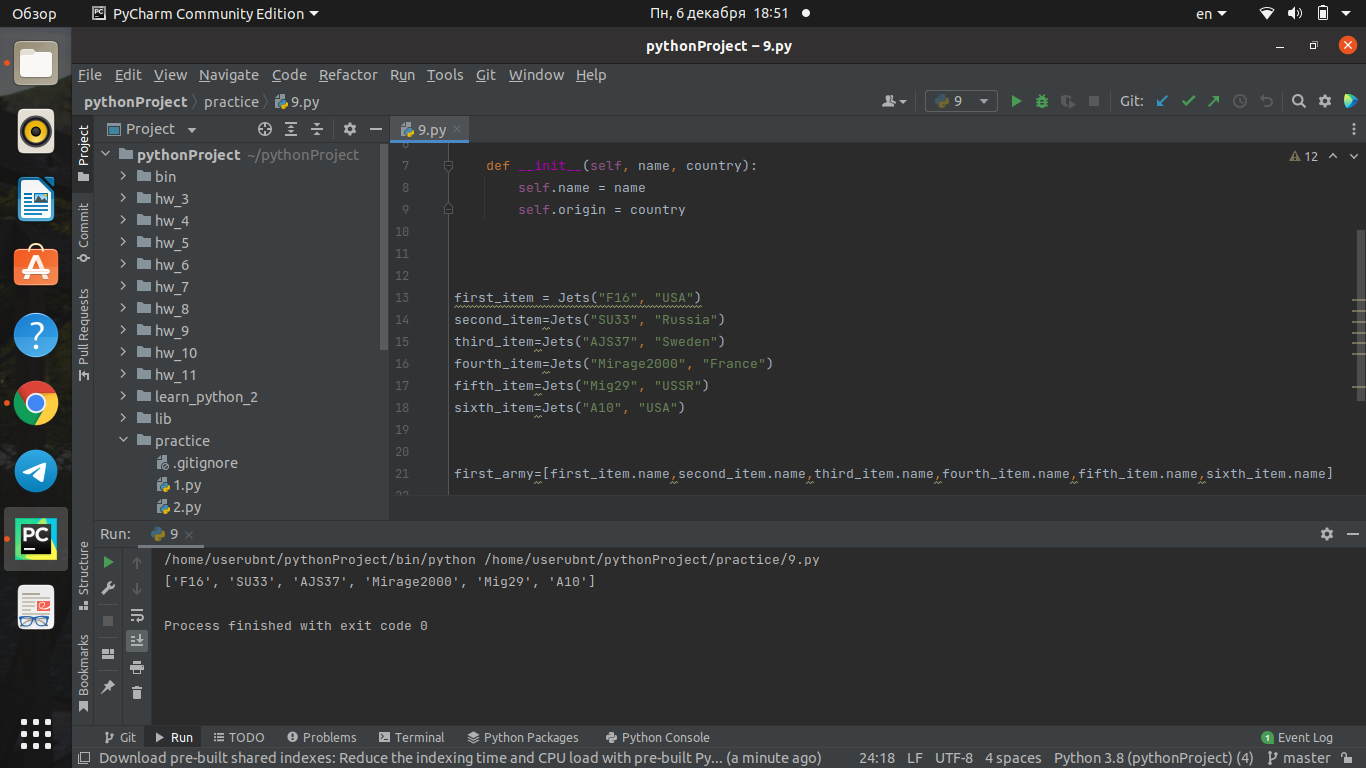 Обзор PyCharm Community Edition Пн, 6 декабря 18:51 en
pythonProject – 9.py
File Edit View Navigate Code Refactor Run Tools Git Window Help
pythonProject practice 9.py 9 Git:
Project 9.py
Project
Commit
Pull Requests
Structure
Bookmarks
pythonProject ~/pythonProject
bin
hw_3
hw_4
hw_5
hw_6
hw_7
hw_8
hw_9
hw_10
hw_11
learn_python_2
lib
practice
.gitignore
1.py
2.py
12
7 def __init__(self, name, country):
8 self.name = name
9 self.origin = country
10
11
12
13 first_item = Jets("F16", "USA")
14 second_item=Jets("SU33", "Russia")
15 third_item=Jets("AJS37", "Sweden")
16 fourth_item=Jets("Mirage2000", "France")
17 fifth_item=Jets("Mig29", "USSR")
18 sixth_item=Jets("A10", "USA")
19
20
21 first_army=[first_item.name,second_item.name,third_item.name,fourth_item.name,fifth_item.name,sixth_item.name]
Run: 9
/home/userubnt/pythonProject/bin/python /home/userubnt/pythonProject/practice/9.py
['F16', 'SU33', 'AJS37', 'Mirage2000', 'Mig29', 'A10']
Process finished with exit code 0
PC
Git Run TODO Problems Terminal Python Packages Python Console 1 Event Log
Download pre-built shared indexes: Reduce the indexing time and CPU load with pre-built Py... (a minute ago) 24:18 LF UTF-8 4 spaces Python 3.8 (pythonProject) (4) master